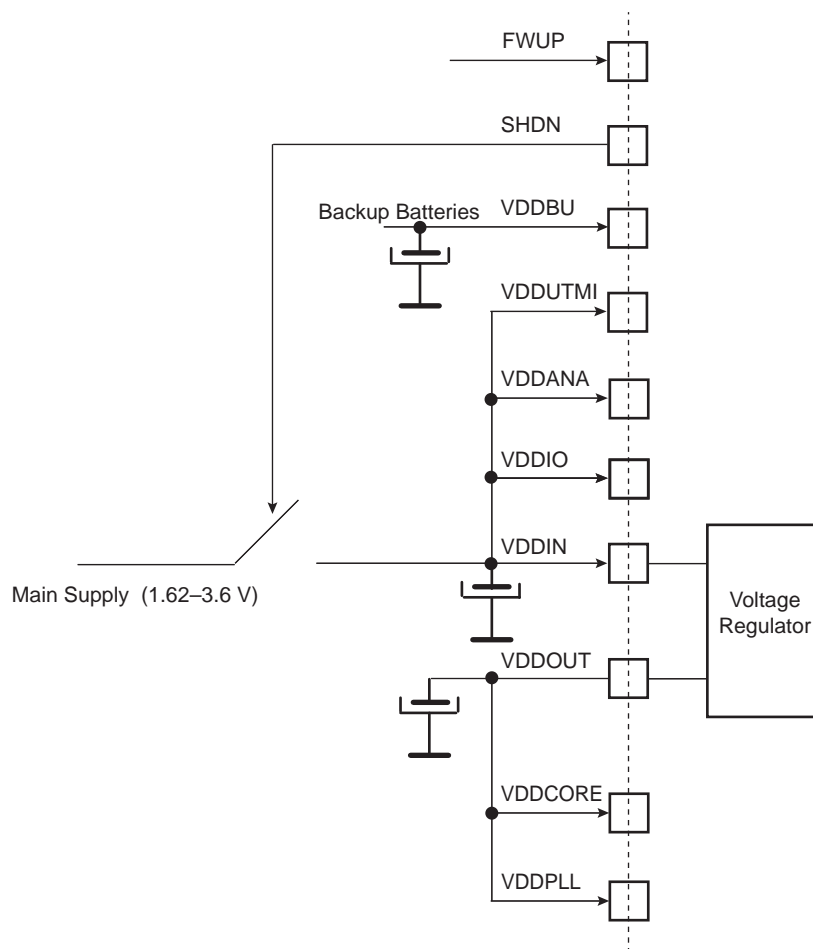 FWUP
SHDN
Backup Batteries
VDDBU
VDDUTMI
VDDANA
VDDIO
VDDIN
Main Supply (1.62–3.6 V)
Voltage
Regulator
VDDOUT
VDDCORE
VDDPLL